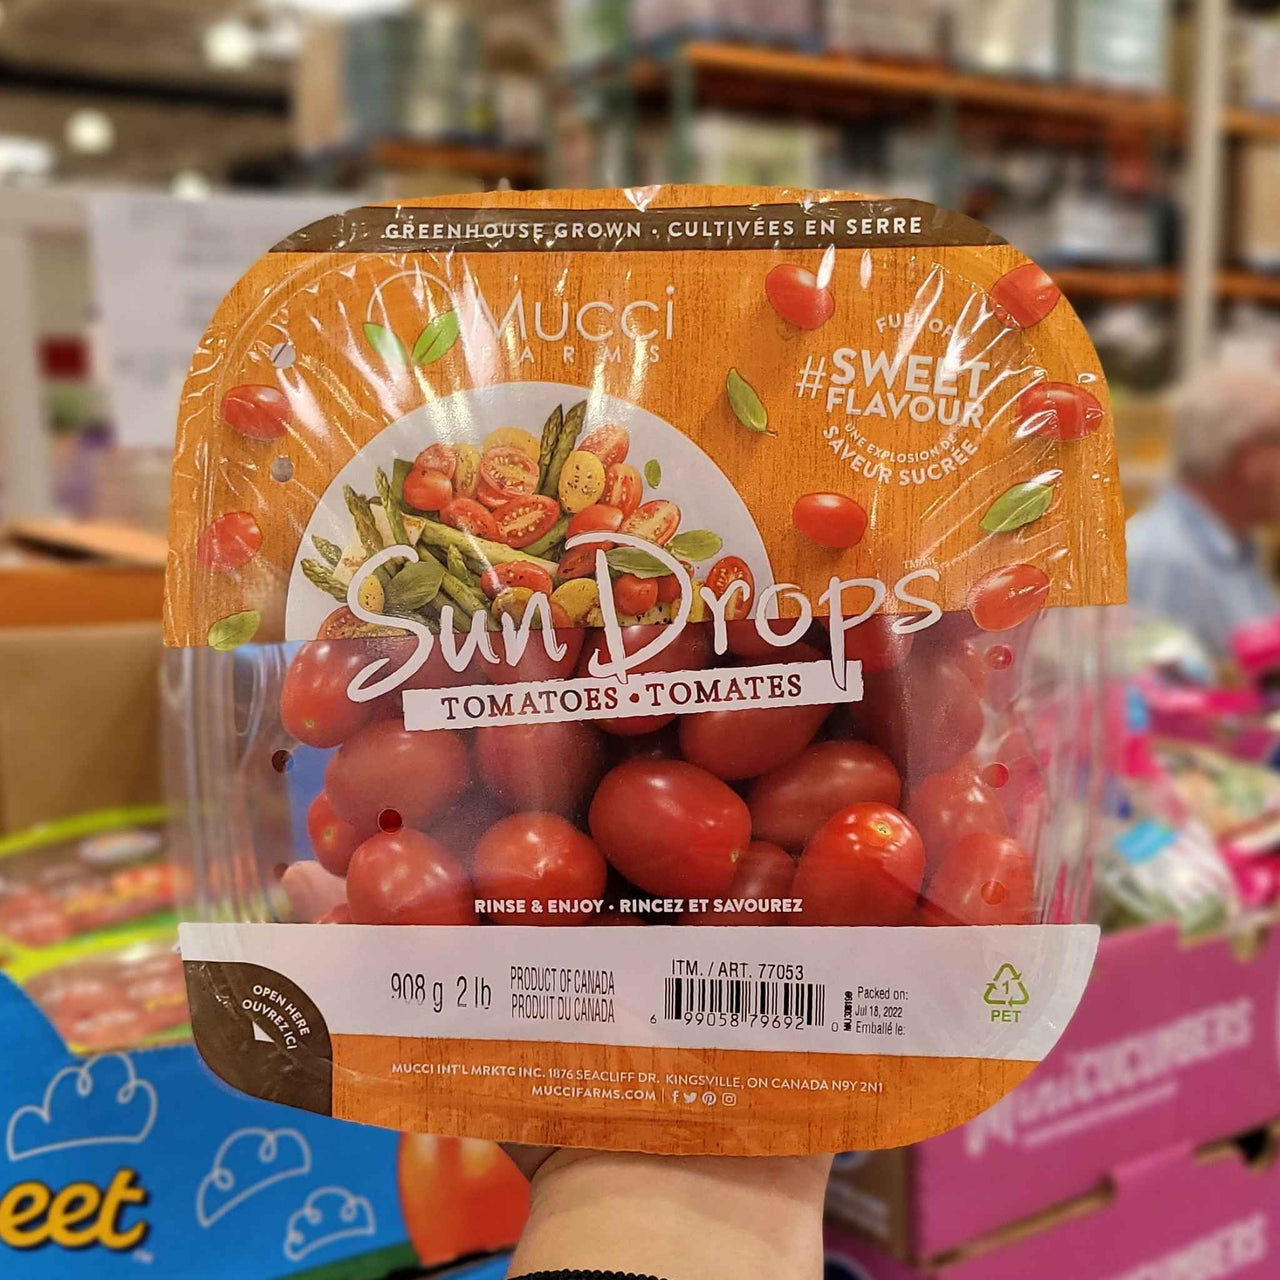 GREENHOUSE GROWN • CULTIVÉES EN SERRE
MUCCI
FARMS
FULL OF
#SWEET
FLAVOUR
UNE EXPLOSION DE
SAVEUR SUCRÉE
Sun Drops
TM/MC
TOMATOES • TOMATES
RINSE & ENJOY • RINCEZ ET SAVOUREZ
OPEN HERE
OUVREZ ICI
908 g 2 lb
PRODUCT OF CANADA
PRODUIT DU CANADA
ITM. / ART. 77053
6 99058 79692 0
Packed on:
Jul 18, 2022
Emballé le:
1
PET
MUCCI INT'L MRKTG INC. 1876 SEACLIFF DR. KINGSVILLE, ON CANADA N9Y 2N1
MUCCIFARMS.COM
eet
MiniCUCUMBERS